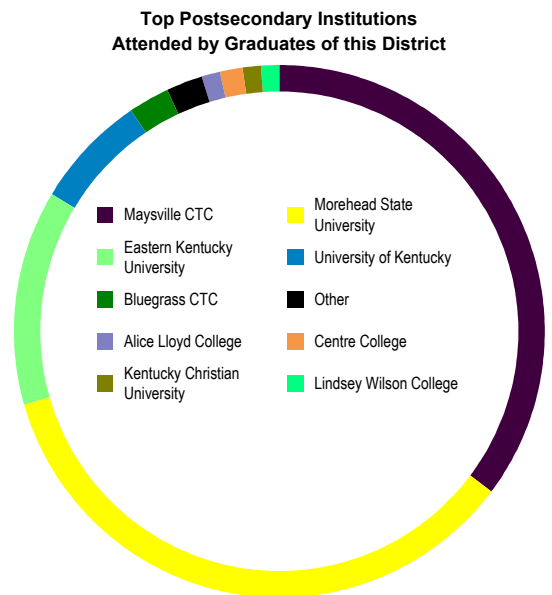 Top Postsecondary Institutions
Attended by Graduates of this District
Maysville CTC
Morehead State
University
Eastern Kentucky
University
University of Kentucky
Bluegrass CTC
Other
Alice Lloyd College
Centre College
Kentucky Christian
University
Lindsey Wilson College